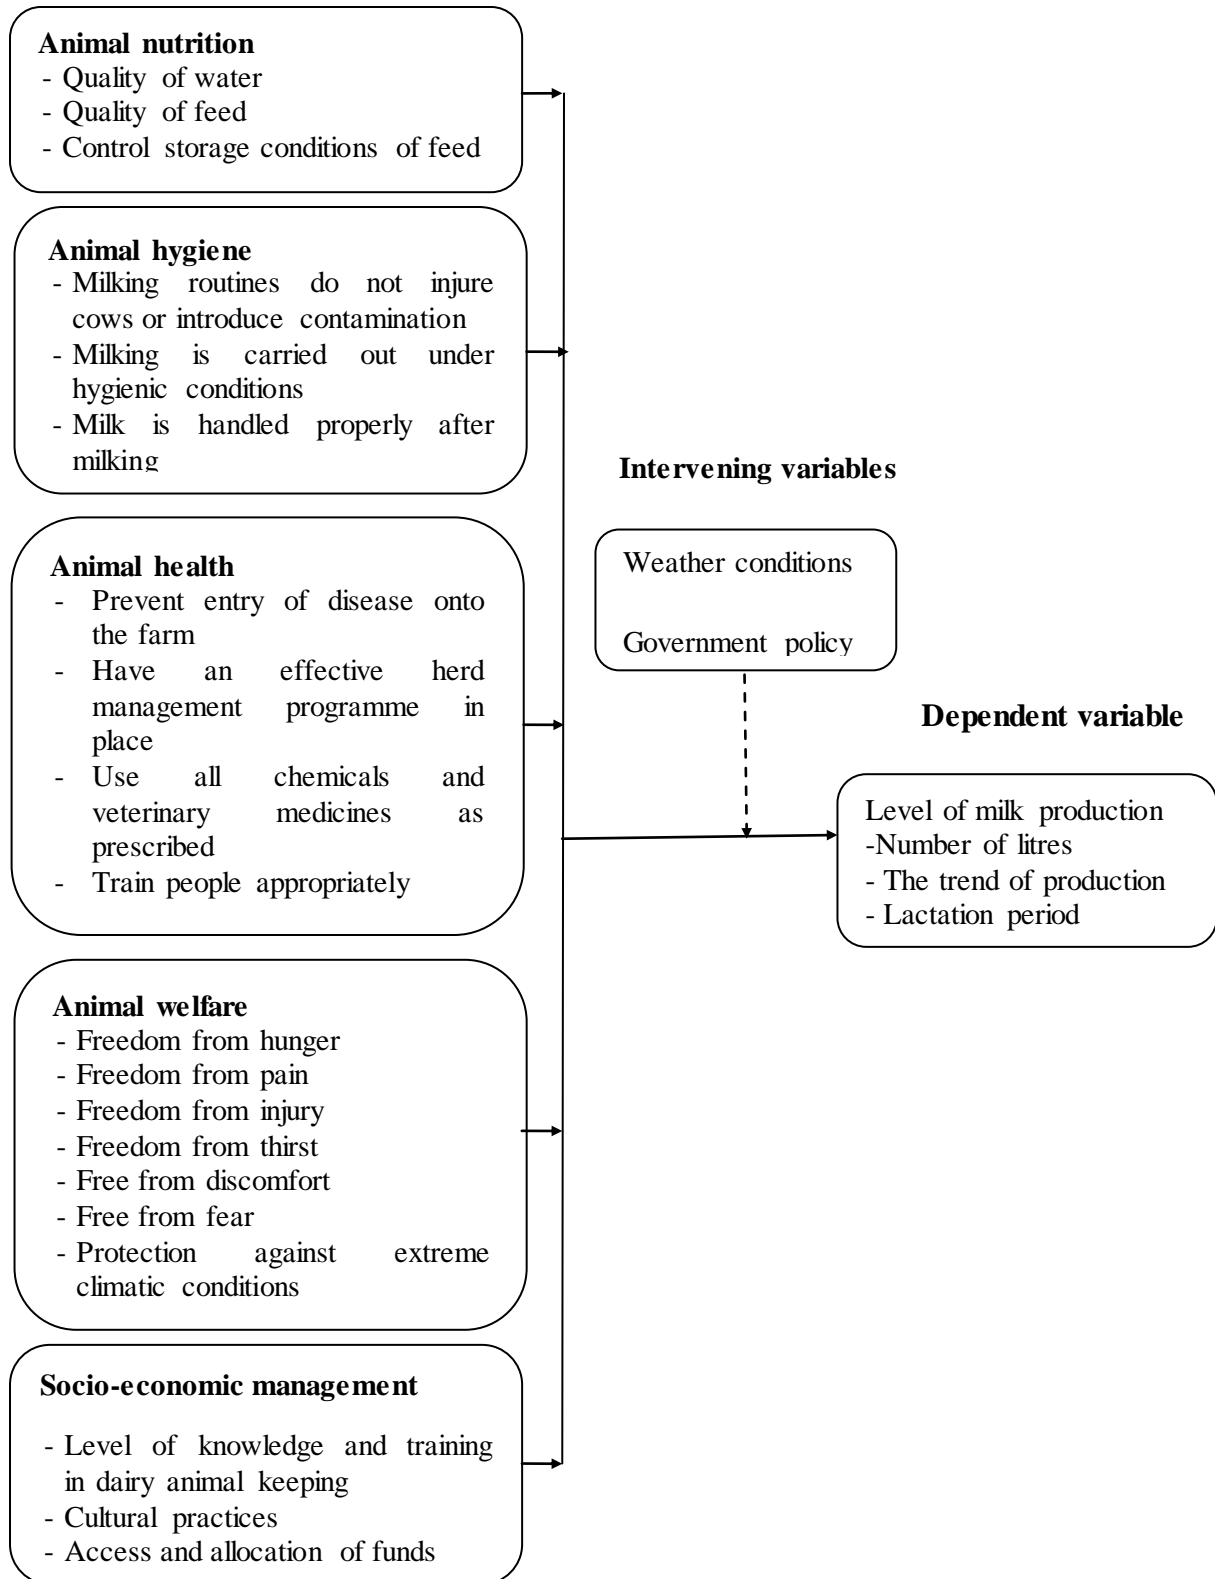 Animal nutrition
- Quality of water
- Quality of feed
- Control storage conditions of feed
Animal hygiene
- Milking routines do not injure
cows or introduce contamination
- Milking is carried out under
hygienic conditions
- Milk is handled properly after
milking
Animal health
- Prevent entry of disease onto
the farm
- Have an effective herd
management programme in
place
- Use all chemicals and
veterinary medicines as
prescribed
- Train people appropriately
Animal welfare
- Freedom from hunger
- Freedom from pain
- Freedom from injury
- Freedom from thirst
- Free from discomfort
- Free from fear
- Protection against extreme
climatic conditions
Socio-economic management
- Level of knowledge and training
in dairy animal keeping
- Cultural practices
- Access and allocation of funds
Intervening variables
Weather conditions
Government policy
Dependent variable
Level of milk production
-Number of litres
- The trend of production
- Lactation period